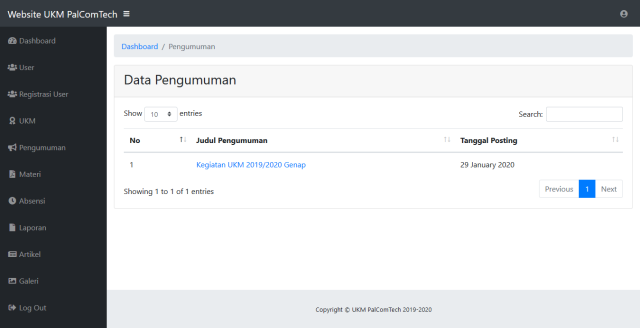 Website UKM PalComTech
Dashboard
User
Registrasi User
UKM
Pengumuman
Materi
Absensi
Laporan
Artikel
Galeri
Log Out
Dashboard / Pengumuman
Data Pengumuman
Show 10 entries
Search:
No Judul Pengumuman Tanggal Posting
1 Kegiatan UKM 2019/2020 Genap 29 January 2020
Showing 1 to 1 of 1 entries
Previous 1 Next
Copyright © UKM PalComTech 2019-2020